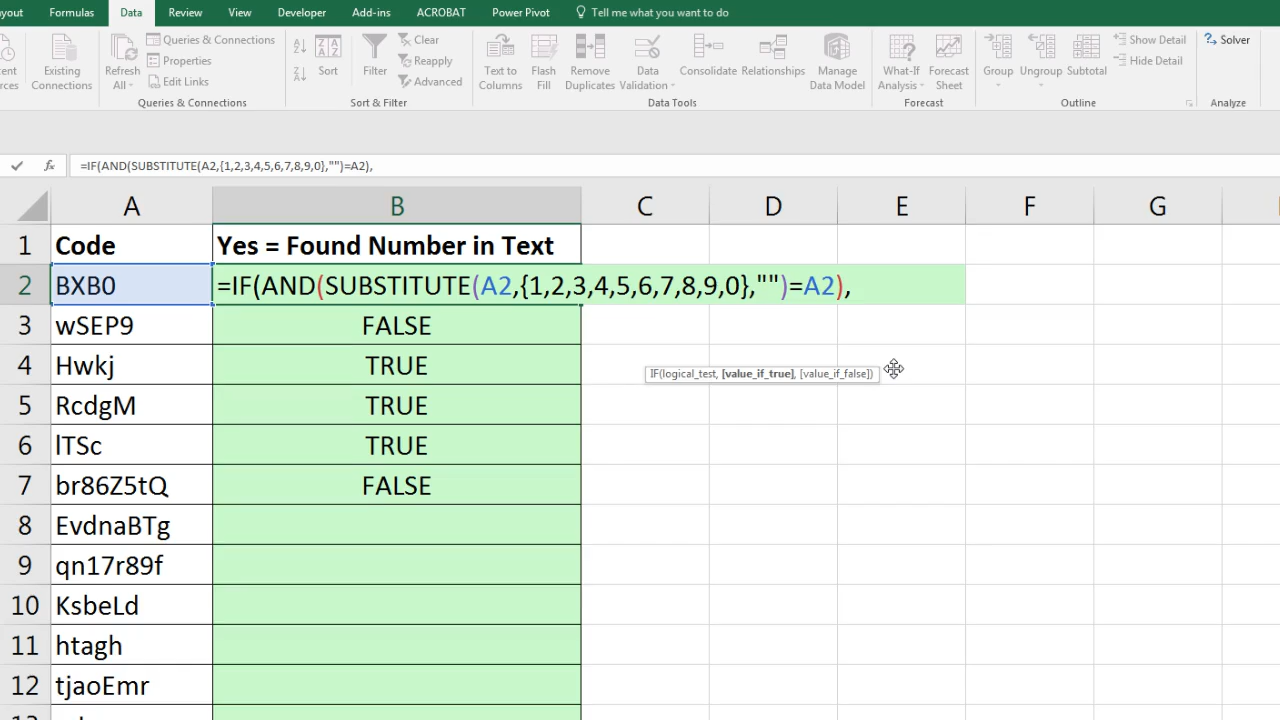 yout Formulas Data Review View Developer Add-ins ACROBAT Power Pivot Tell me what you want to do
Queries & Connections Clear Show Detail Solver
Properties Reapply Hide Detail
Edit Links Advanced
ent Existing Refresh Sort Filter Text to Flash Remove Data Consolidate Relationships Manage What-If Forecast Group Ungroup Subtotal
rces Connections All Columns Fill Duplicates Validation Data Model Analysis Sheet
Queries & Connections Sort & Filter Data Tools Forecast Outline Analyze
fx =IF(AND(SUBSTITUTE(A2,{1,2,3,4,5,6,7,8,9,0},"")=A2),
A B C D E F G
1 Code Yes = Found Number in Text
2 BXB0 =IF(AND(SUBSTITUTE(A2,{1,2,3,4,5,6,7,8,9,0},"")=A2),
3 wSEP9 FALSE
4 Hwkj TRUE
IF(logical_test, [value_if_true], [value_if_false])
5 RcdgM TRUE
6 lTSc TRUE
7 br86Z5tQ FALSE
8 EvdnaBTg
9 qn17r89f
10 KsbeLd
11 htagh
12 tjaoEmr